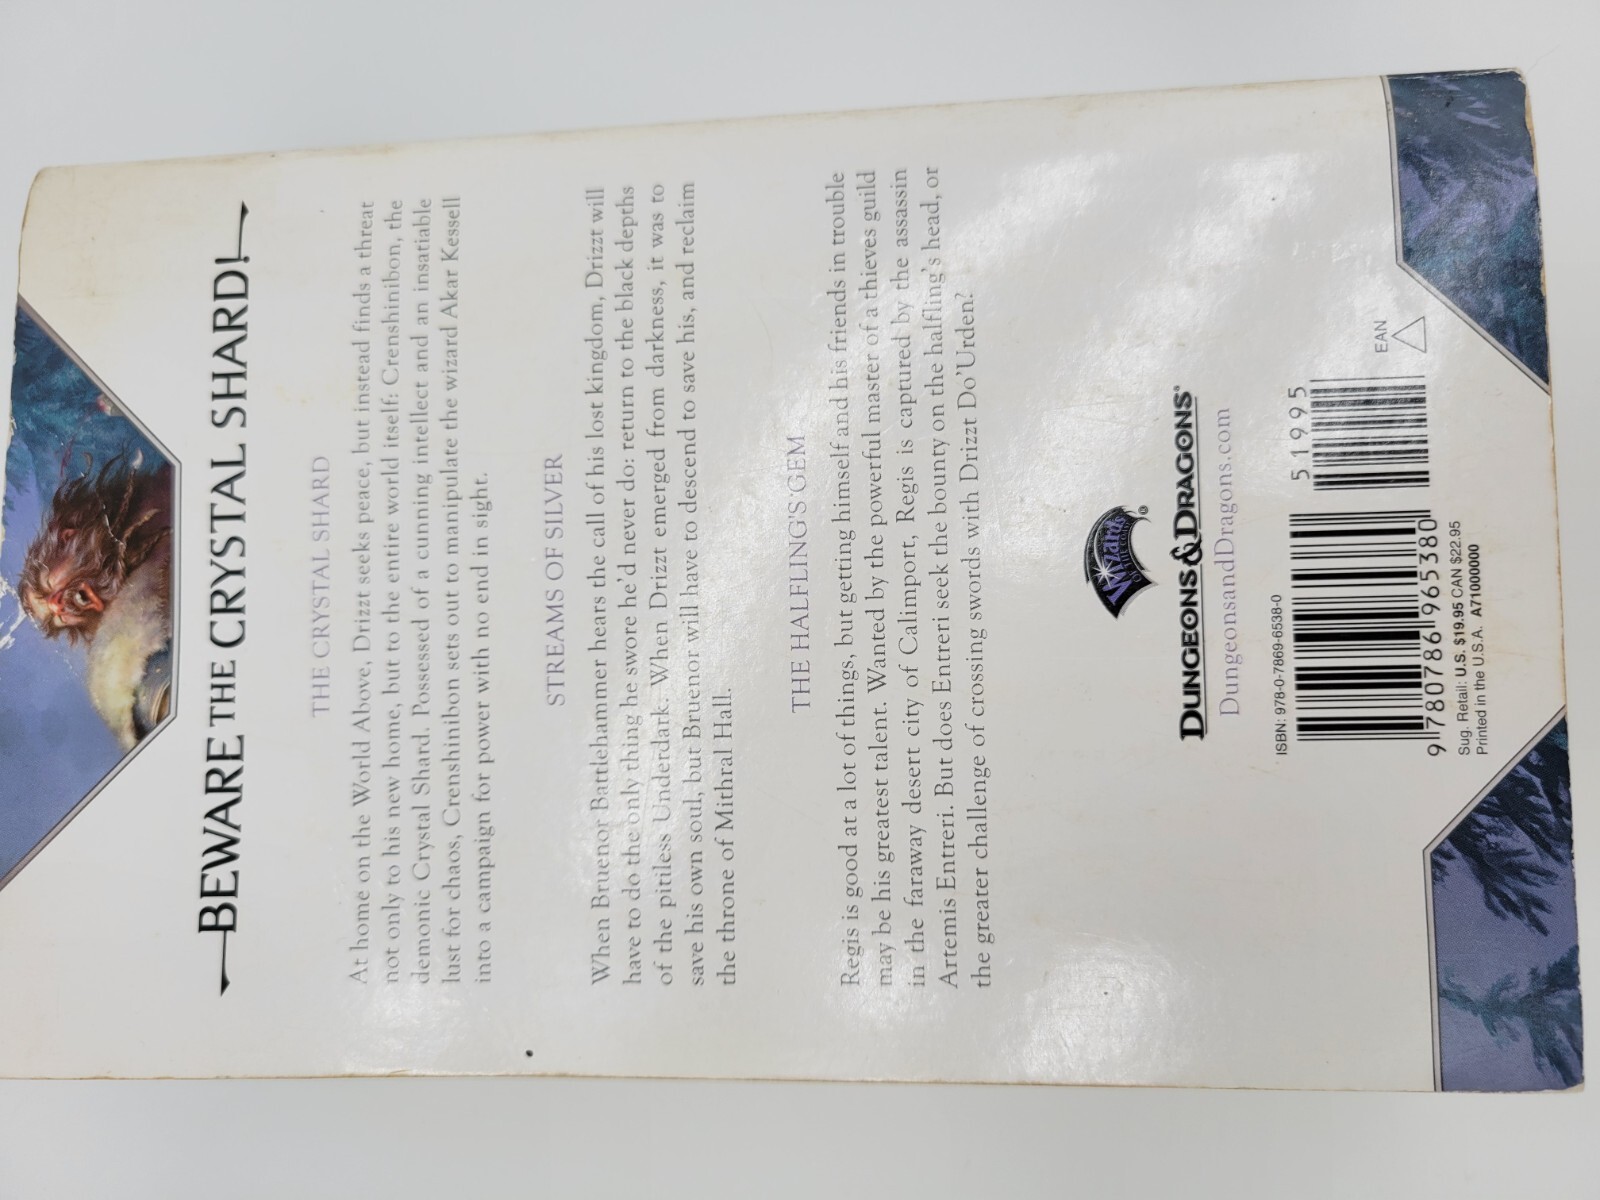 BEWARE THE CRYSTAL SHARD!
THE CRYSTAL SHARD
At home on the World Above, Drizzt seeks peace, but instead finds a threat
not only to his new home, but to the entire world itself: Crenshinibon, the
demonic Crystal Shard. Possessed of a cunning intellect and an insatiable
lust for chaos, Crenshinibon sets out to manipulate the wizard Akar Kessell
into a campaign for power with no end in sight.
STREAMS OF SILVER
When Bruenor Battlehammer hears the call of his lost kingdom, Drizzt will
have to do the only thing he swore he'd never do: return to the black depths
of the pitiless Underdark. When Drizzt emerged from darkness, it was to
save his own soul, but Bruenor will have to descend to save his, and reclaim
the throne of Mithral Hall.
THE HALFLING'S GEM
Regis is good at a lot of things, but getting himself and his friends in trouble
may be his greatest talent. Wanted by the powerful master of a thieves guild
in the faraway desert city of Calimport, Regis is captured by the assassin
Artemis Entreri. But does Entreri seek the bounty on the halfling's head, or
the greater challenge of crossing swords with Drizzt Do'Urden?
Wizards
OF THE COAST
®
DUNGEONS & DRAGONS®
DungeonsandDragons.com
ISBN: 978-0-7869-6538-0
51995
EAN
9 780786 965380
Sug. Retail: U.S. $19.95 CAN $22.95
Printed in the U.S.A. A71000000